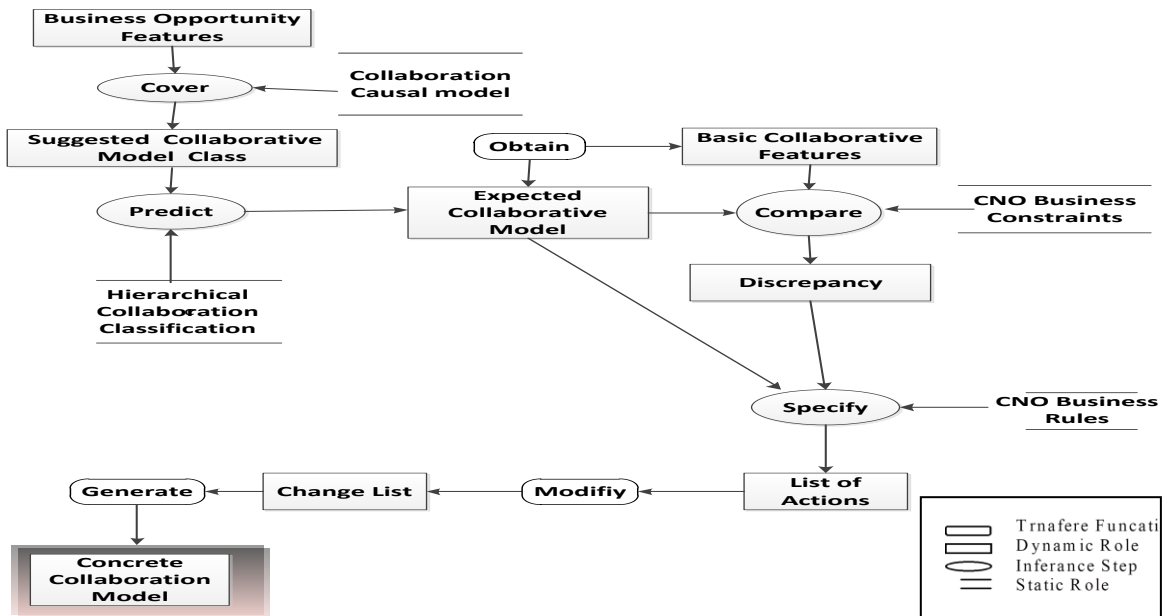 Business Opportunity
Features
Cover
Collaboration
Causal model
Suggested Collaborative
Model Class
Obtain
Basic Collaborative
Features
Predict
Expected
Collaborative
Model
Compare
CNO Business
Constraints
Discrepancy
Hierarchical
Collaboration
Classification
Specify
CNO Business
Rules
Generate
Change List
Modifiy
List of
Actions
Concrete
Collaboration
Model
Trnafere Funcati
Dynamic Role
Inferance Step
Static Role